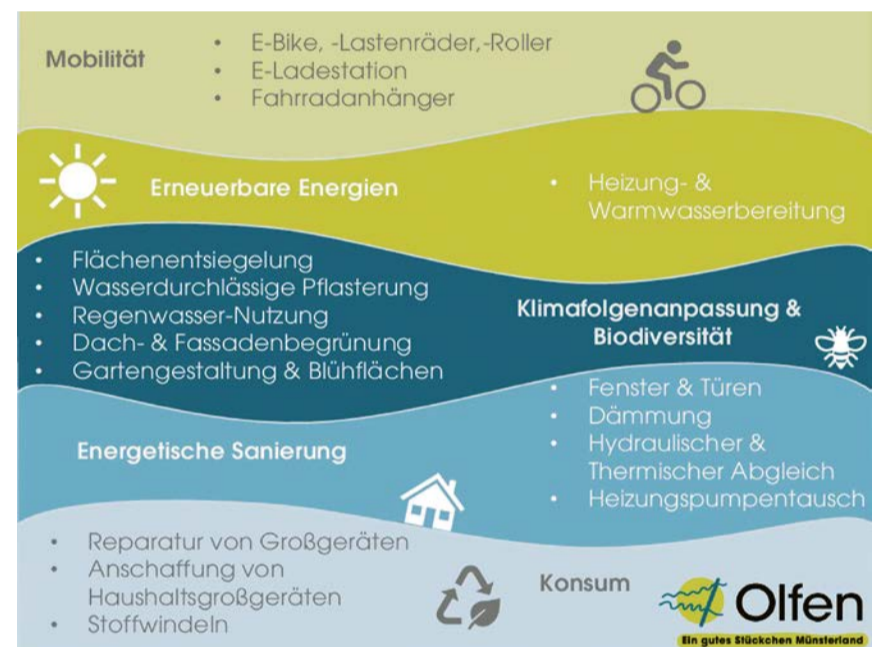 Mobilität
• E-Bike, -Lastenräder,-Roller
• E-Ladestation
• Fahrradanhänger
Erneuerbare Energien
• Heizung- &
Warmwasserbereitung
• Flächenentsiegelung
• Wasserdurchlässige Pflasterung
• Regenwasser-Nutzung
• Dach- & Fassadenbegrünung
• Gartengestaltung & Blühflächen
Klimafolgenanpassung &
Biodiversität
Energetische Sanierung
• Fenster & Türen
• Dämmung
• Hydraulischer &
Thermischer Abgleich
• Heizungspumpentausch
• Reparatur von Großgeräten
• Anschaffung von
Haushaltsgroßgeräten
• Stoffwindeln
Konsum
Olfen
Ein gutes Stückchen Münsterland